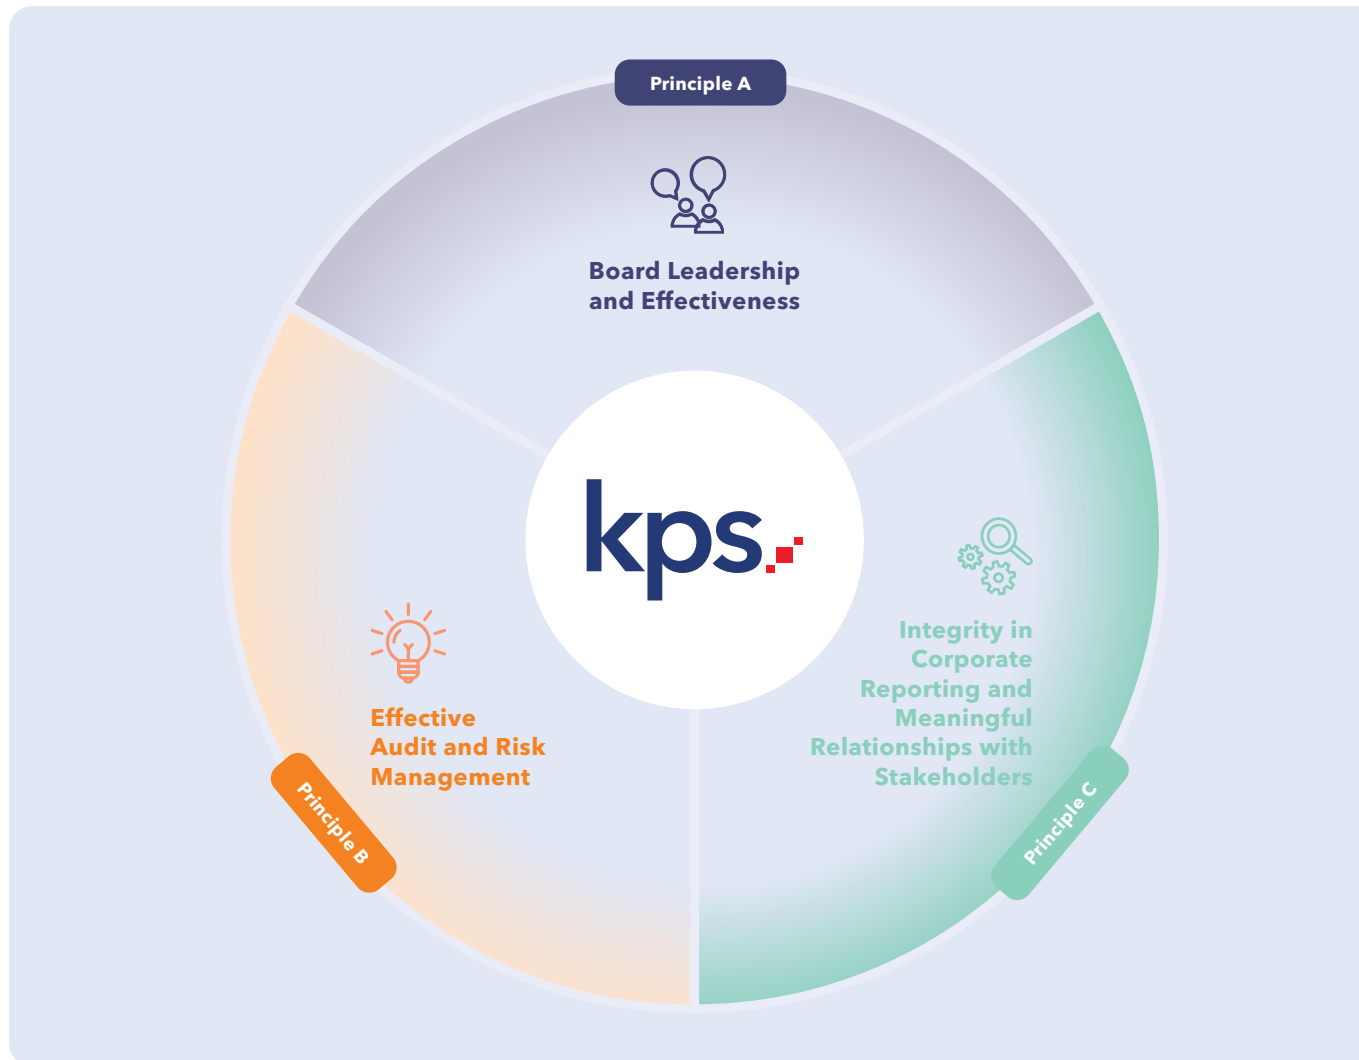 Principle A
Board Leadership
and Effectiveness
kps
Effective
Audit and Risk
Management
Principle B
Integrity in
Corporate
Reporting and
Meaningful
Relationships with
Stakeholders
Principle C